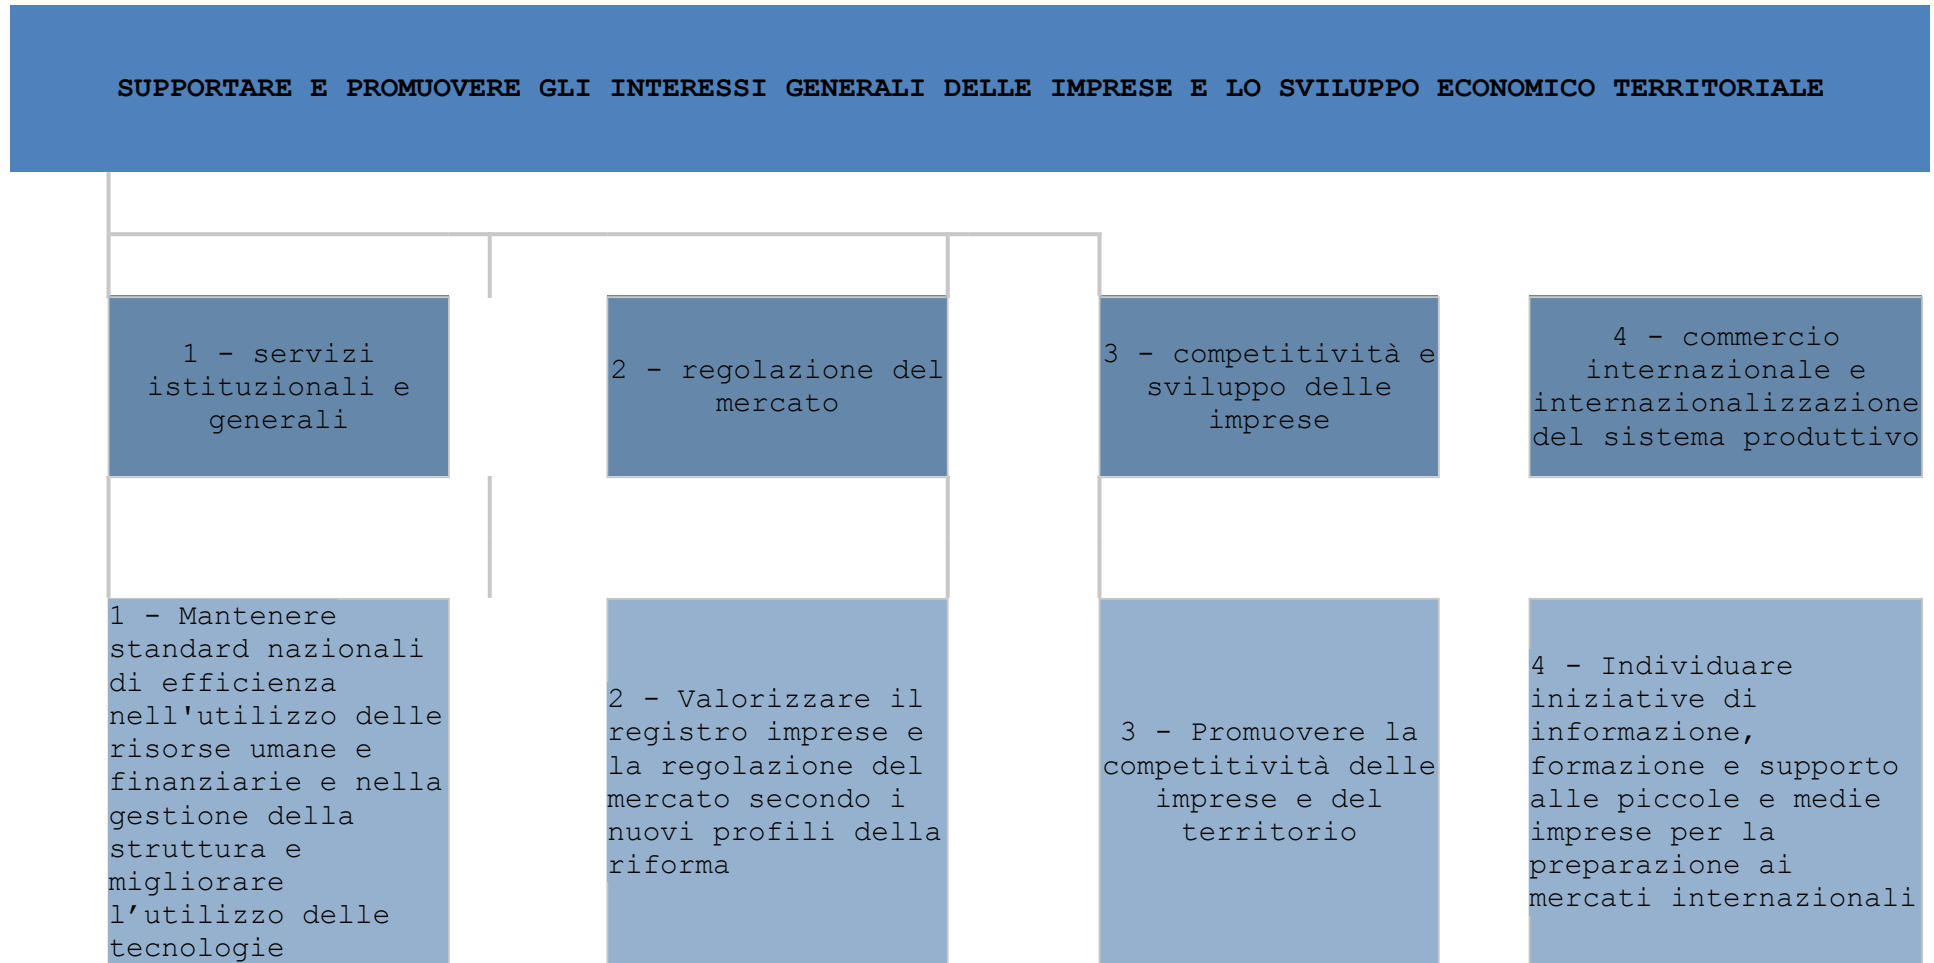 SUPPORTARE E PROMUOVERE GLI INTERESSI GENERALI DELLE IMPRESE E LO SVILUPPO ECONOMICO TERRITORIALE
1 - servizi
istituzionali e
generali
2 - regolazione del
mercato
3 - competitività e
sviluppo delle
imprese
4 - commercio
internazionale e
internazionalizzazione
del sistema produttivo
1 - Mantenere
standard nazionali
di efficienza
nell'utilizzo delle
risorse umane e
finanziarie e nella
gestione della
struttura e
migliorare
l’utilizzo delle
tecnologie
2 - Valorizzare il
registro imprese e
la regolazione del
mercato secondo i
nuovi profili della
riforma
3 - Promuovere la
competitività delle
imprese e del
territorio
4 - Individuare
iniziative di
informazione,
formazione e supporto
alle piccole e medie
imprese per la
preparazione ai
mercati internazionali